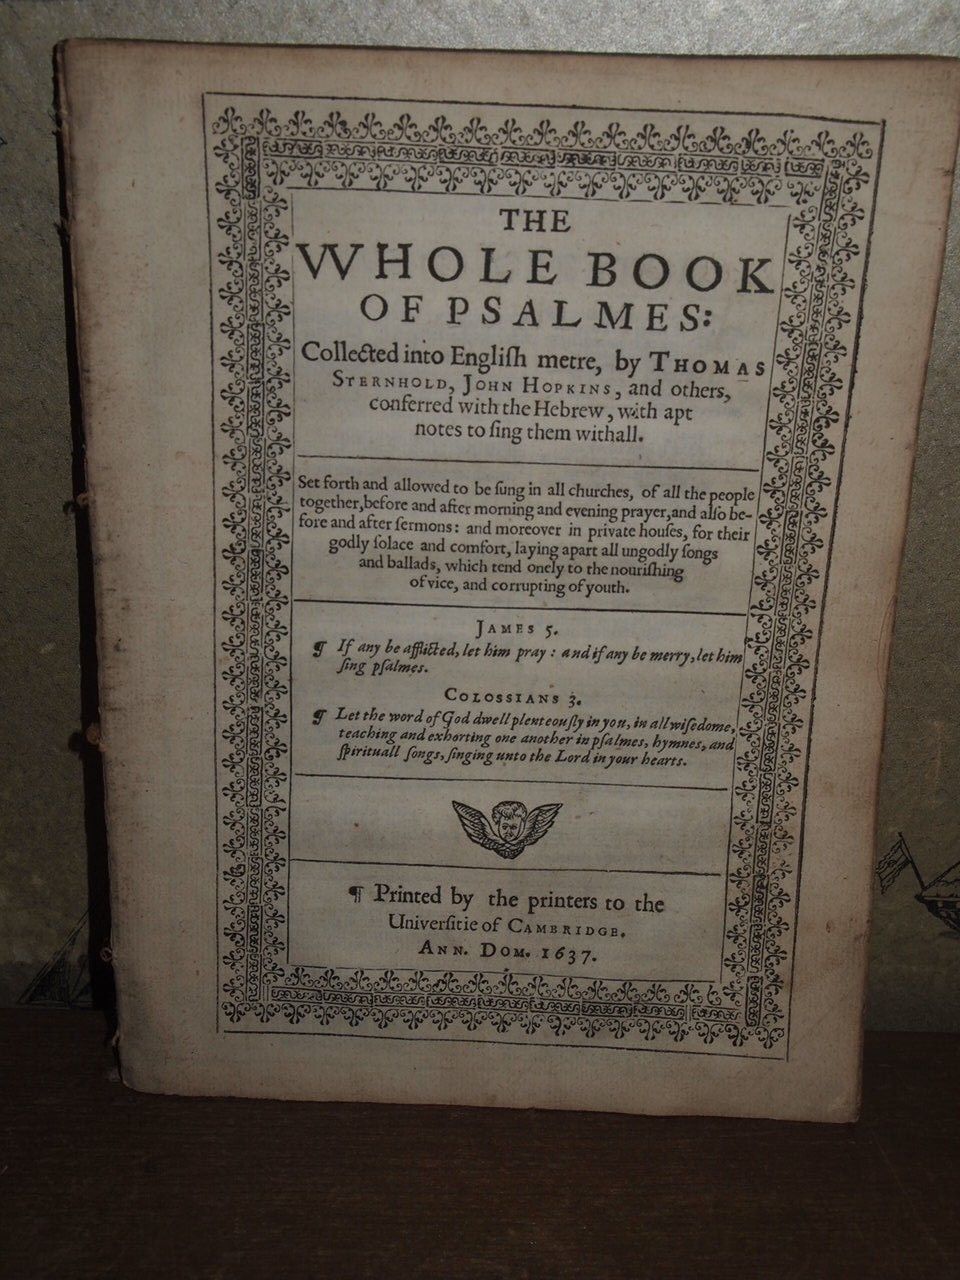 THE
WHOLE BOOK
OF PSALMES:
Collected into Engliſh metre, by THOMAS
STERNHOLD, JOHN HOPKINS, and others,
conferred with the Hebrew, with apt
notes to ſing them withall.
Set forth and allowed to be ſung in all churches, of all the people
together, before and after morning and evening prayer, and alſo be-
fore and after ſermons: and moreover in private houſes, for their
godly ſolace and comfort, laying apart all ungodly ſongs
and ballads, which tend onely to the nouriſhing
of vice, and corrupting of youth.
JAMES 5.
¶ If any be afflicted, let him pray: and if any be merry, let him
ſing pſalmes.
COLOSSIANS 3.
¶ Let the word of God dwell plenteouſly in you, in all wiſedome,
teaching and exhorting one another in pſalmes, hymnes, and
ſpirituall ſongs, ſinging unto the Lord in your hearts.
¶ Printed by the printers to the
Univerſitie of CAMBRIDGE.
ANN. DOM. 1637.